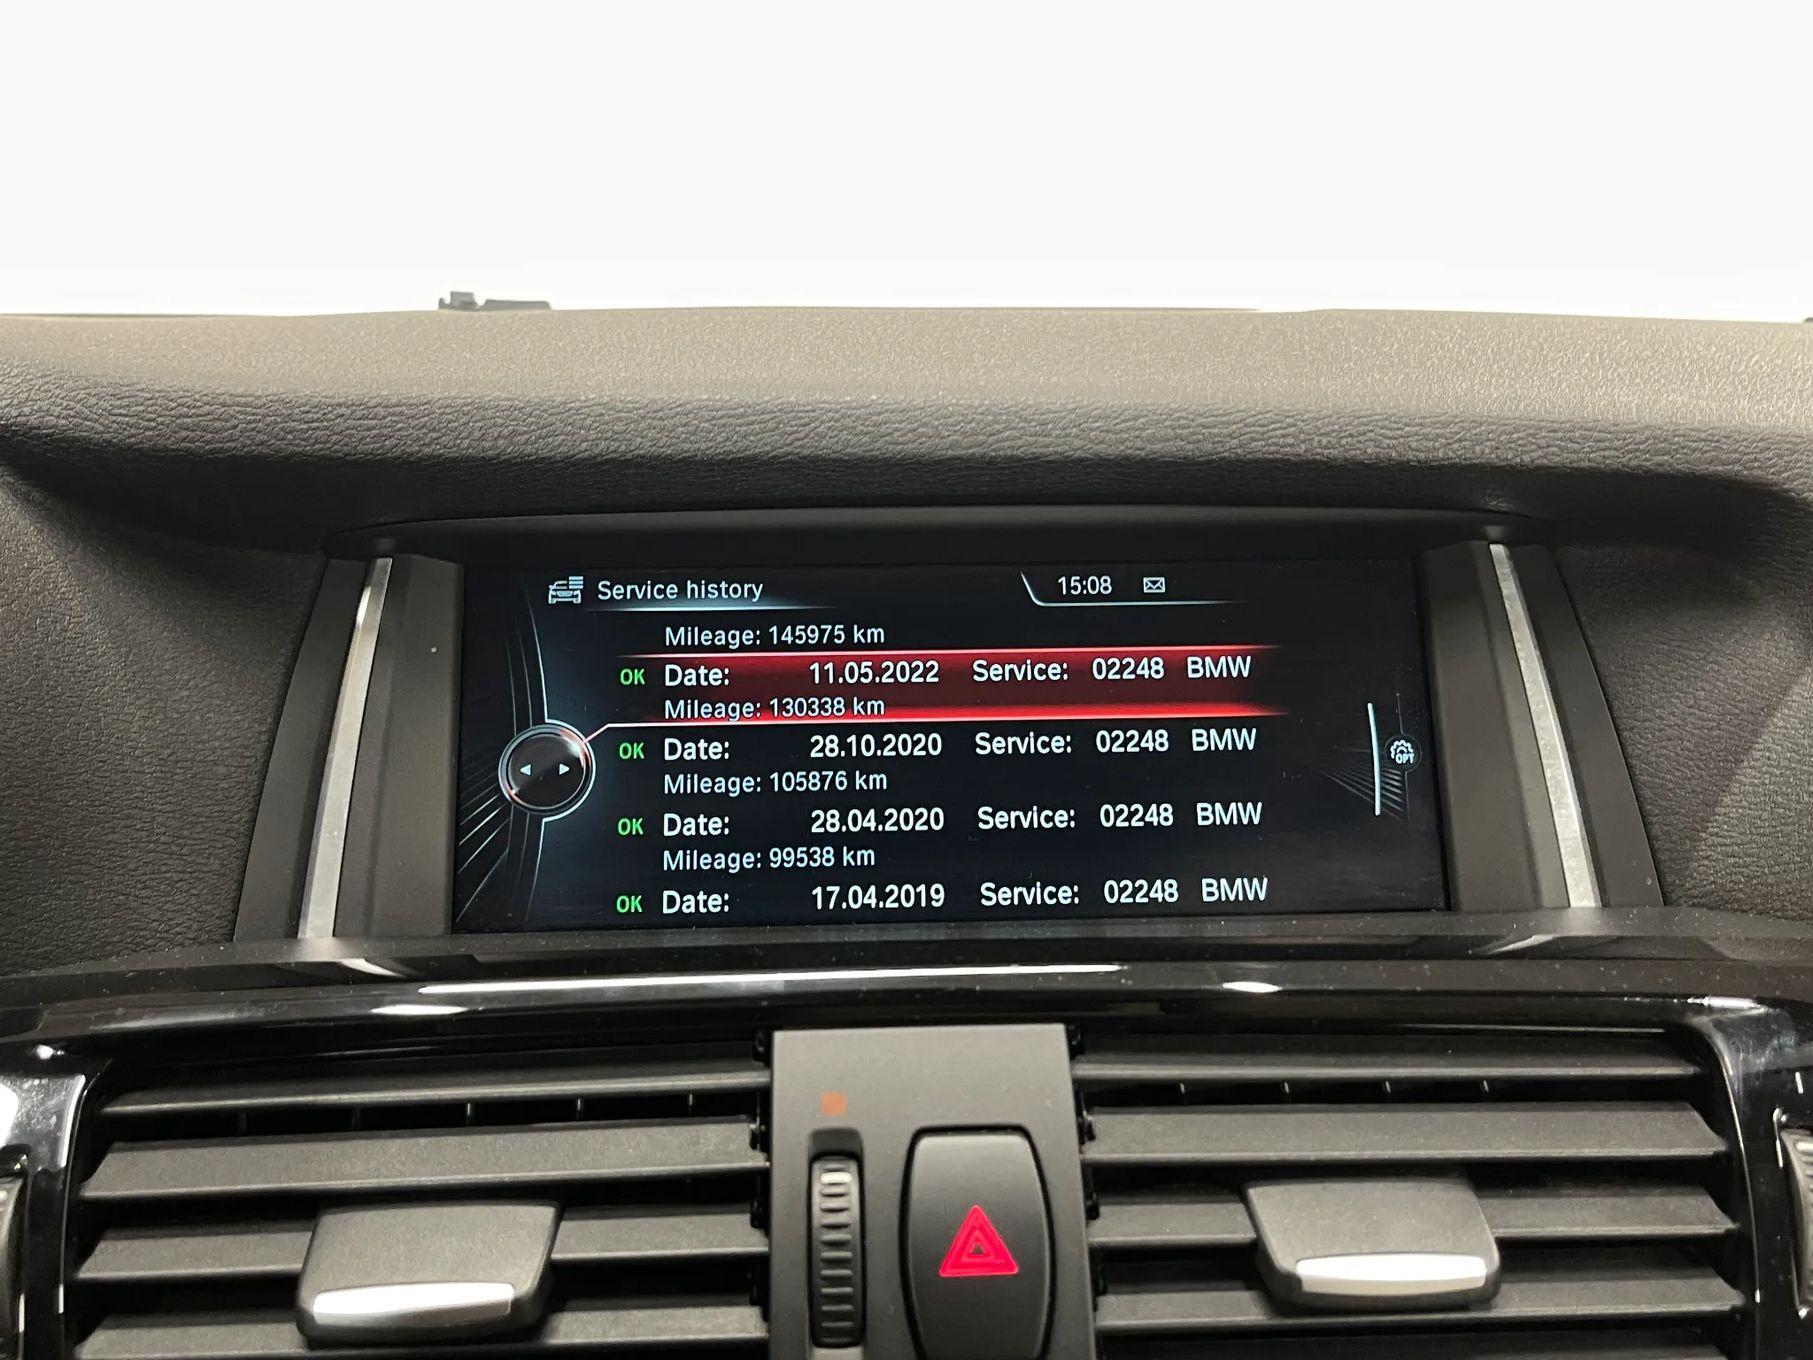 Service history 15:08
Mileage: 145975 km
OK Date: 11.05.2022 Service: 02248 BMW
Mileage: 130338 km
OK Date: 28.10.2020 Service: 02248 BMW
Mileage: 105876 km
OK Date: 28.04.2020 Service: 02248 BMW
Mileage: 99538 km
OK Date: 17.04.2019 Service: 02248 BMW
OPT